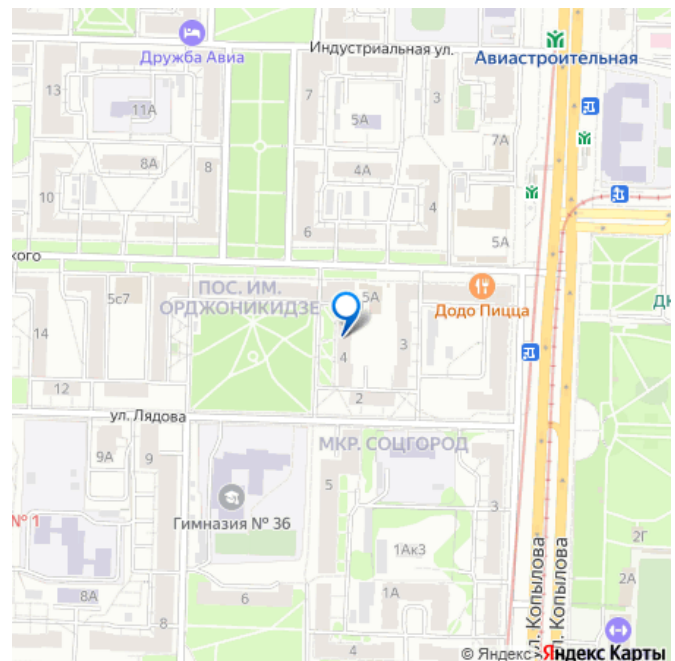 Дружба Авиа
Индустриальная ул.
Авиастроительная
13
11А
7
5А
3
7А
8А
8
4А
10
6
4
5А
кого
ПОС. ИМ.
ОРДЖОНИКИДЗЕ
5с7
5А
Додо Пицца
ДК
14
4
3
12
2
ул. Лядова
МКР. СОЦГОРОД
9А
9
5
№ 1
Гимназия № 36
3
1Ак3
2Г
8А
6
1А
2А
8
4
ул. Копылова
ул. Копылова
© Яндекс
Яндекс Карты